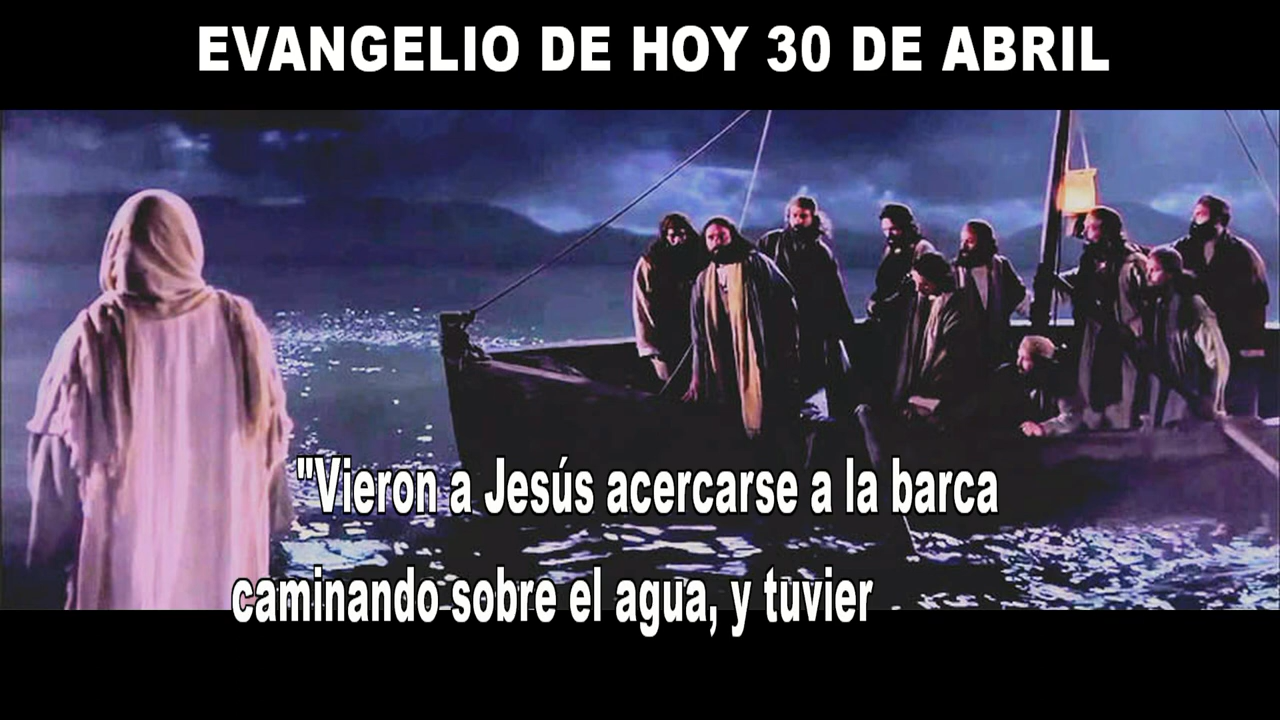 EVANGELIO DE HOY 30 DE ABRIL
"Vieron a Jesús acercarse a la barca
caminando sobre el agua, y tuvier